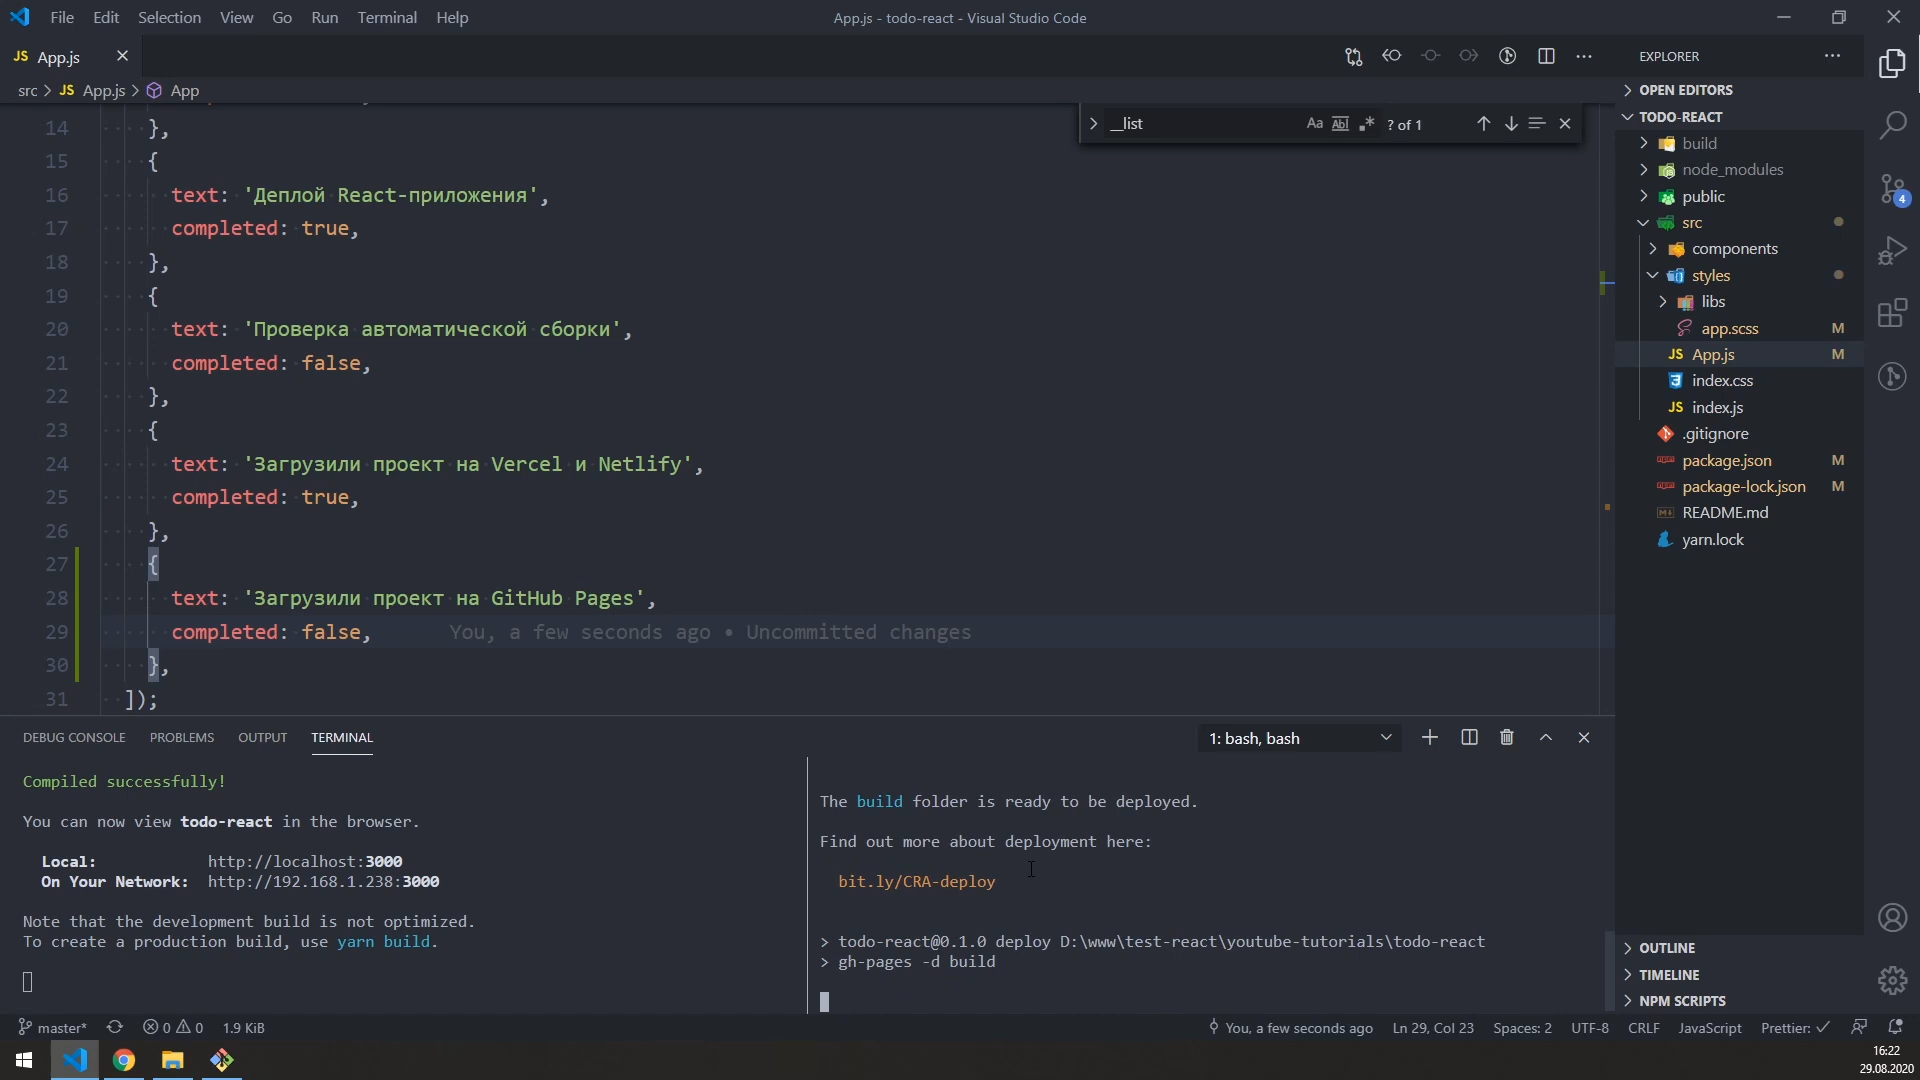 File Edit Selection View Go Run Terminal Help
App.js - todo-react - Visual Studio Code
JS App.js
src > JS App.js > App
__list
Aa Abl ? of 1
14 },
15 {
16 text: 'Деплой React-приложения',
17 completed: true,
18 },
19 {
20 text: 'Проверка автоматической сборки',
21 completed: false,
22 },
23 {
24 text: 'Загрузили проект на Vercel и Netlify',
25 completed: true,
26 },
27 {
28 text: 'Загрузили проект на GitHub Pages',
29 completed: false, You, a few seconds ago • Uncommitted changes
30 },
31 ]);
EXPLORER
OPEN EDITORS
TODO-REACT
build
node_modules
public
src
components
styles
libs
app.scss M
JS App.js M
index.css
JS index.js
.gitignore
package.json M
package-lock.json M
README.md
yarn.lock
OUTLINE
TIMELINE
NPM SCRIPTS
4
DEBUG CONSOLE PROBLEMS OUTPUT TERMINAL
1: bash, bash
Compiled successfully!
You can now view todo-react in the browser.
Local: http://localhost:3000
On Your Network: http://192.168.1.238:3000
Note that the development build is not optimized.
To create a production build, use yarn build.
The build folder is ready to be deployed.
Find out more about deployment here:
bit.ly/CRA-deploy
> todo-react@0.1.0 deploy D:\www\test-react\youtube-tutorials\todo-react
> gh-pages -d build
master* 0 0 1.9 KiB
You, a few seconds ago Ln 29, Col 23 Spaces: 2 UTF-8 CRLF JavaScript Prettier: ✓
16:22
29.08.2020